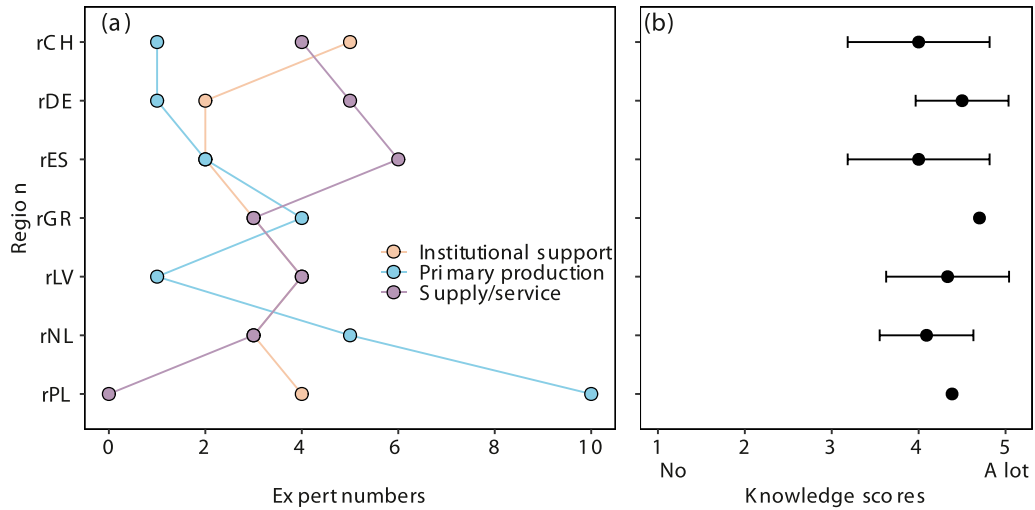 (a)
(b)
rCH
rDE
rES
rGR
rLV
rNL
rPL
Region
Institutional support
Primary production
Supply/service
0 2 4 6 8 10
1 2 3 4 5
No A lot
Expert numbers
Knowledge scores